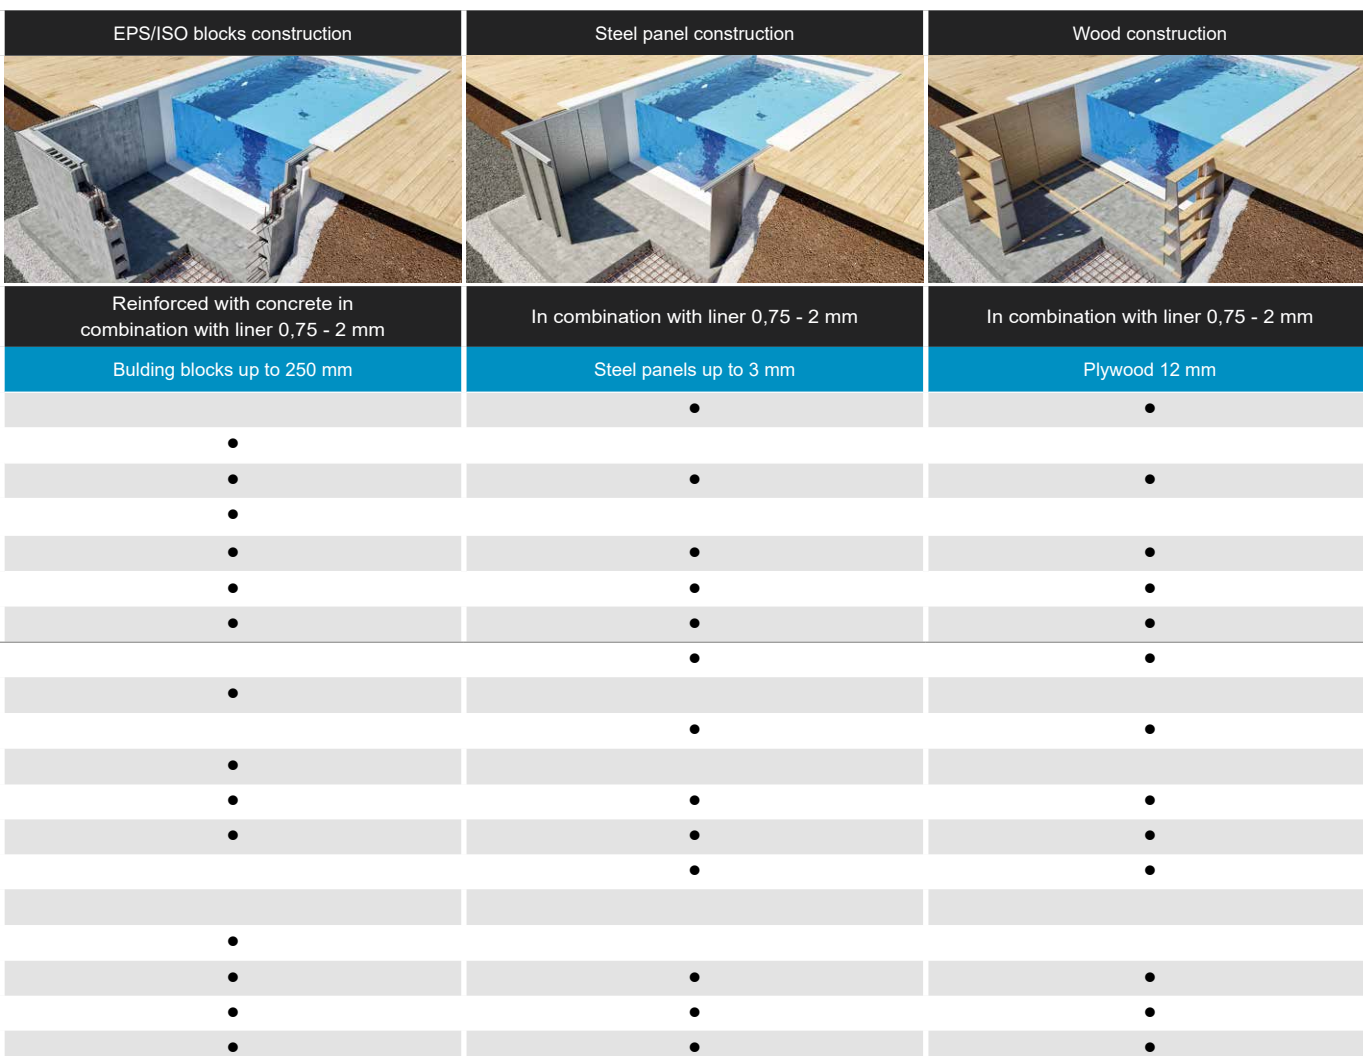 EPS/ISO blocks construction
Steel panel construction
Wood construction
Reinforced with concrete in
combination with liner 0,75 - 2 mm
In combination with liner 0,75 - 2 mm
In combination with liner 0,75 - 2 mm
Bulding blocks up to 250 mm
Steel panels up to 3 mm
Plywood 12 mm